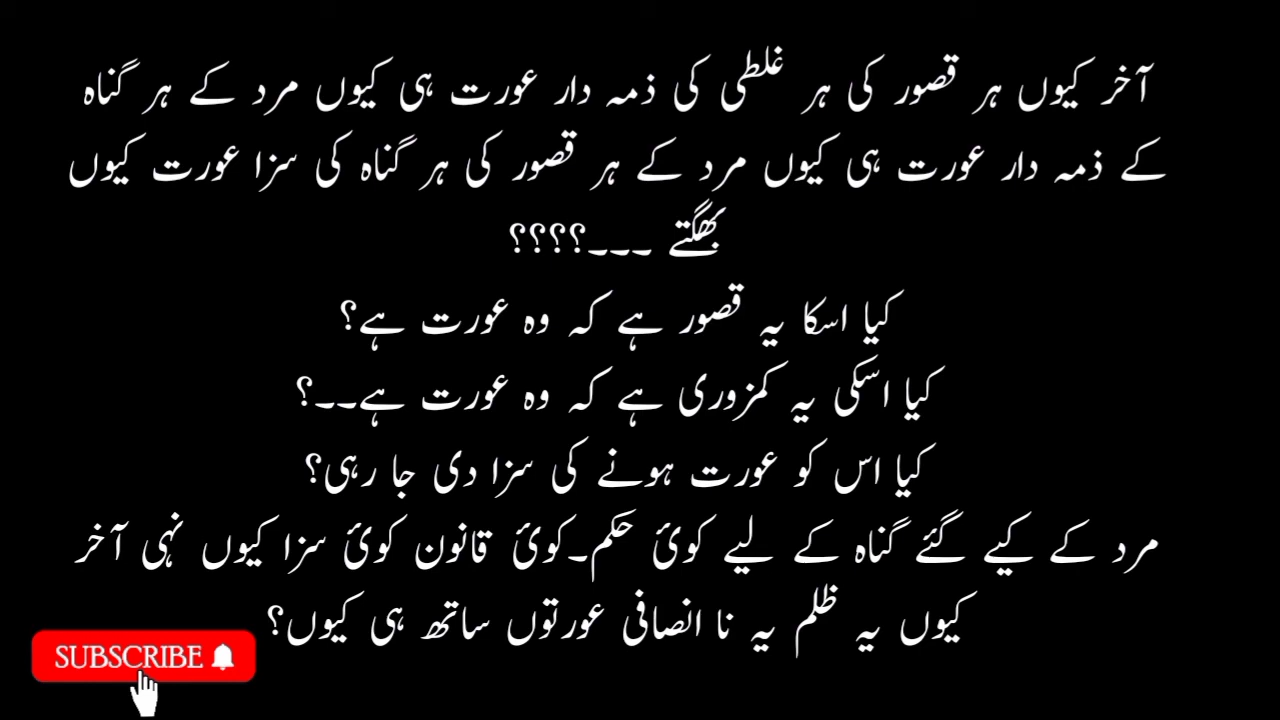 آخر کیوں ہر قصور کی ہر غلطی کی ذمہ دار عورت ہی کیوں مرد کے ہر گناہ
کے ذمہ دار عورت ہی کیوں مرد کے ہر قصور کی ہر گناہ کی سزا عورت کیوں
بھگتے ۔۔۔؟؟؟؟
کیا اسکا یہ قصور ہے کہ وہ عورت ہے؟
کیا اسکی یہ کمزوری ہے کہ وہ عورت ہے۔۔؟
کیا اس کو عورت ہونے کی سزا دی جا رہی؟
مرد کے کیے گئے گناہ کے لیے کوئ حکم۔کوئ قانون کوئ سزا کیوں نہی آخر
کیوں یہ ظلم یہ نا انصافی عورتوں ساتھ ہی کیوں؟
SUBSCRIBE